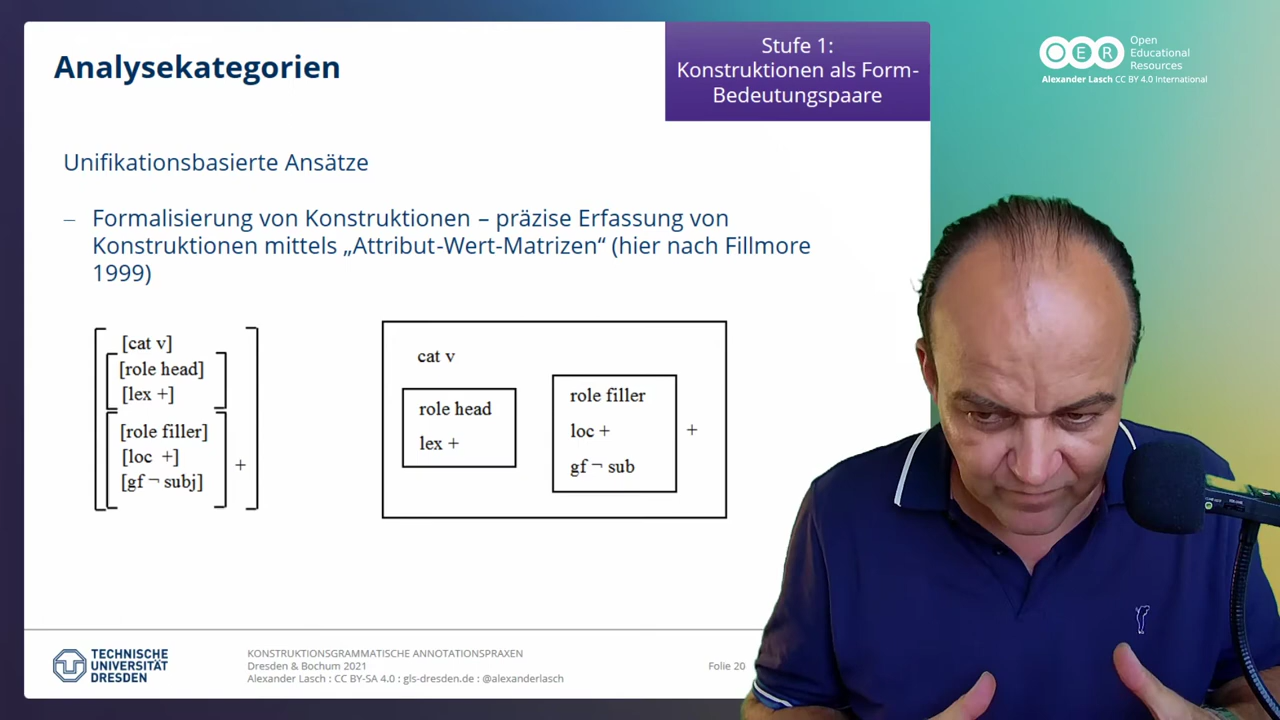 Analysekategorien
Stufe 1:
Konstruktionen als Form-
Bedeutungspaare
OER
Open
Educational
Resources
Alexander Lasch CC BY 4.0 International
Unifikationsbasierte Ansätze
– Formalisierung von Konstruktionen – präzise Erfassung von
Konstruktionen mittels „Attribut-Wert-Matrizen“ (hier nach Fillmore
1999)
[cat v]
[role head]
[lex +]
[role filler]
[loc +]
[gf ¬ subj]
+
cat v
role head
lex +
role filler
loc +
gf ¬ sub
+
TECHNISCHE
UNIVERSITÄT
DRESDEN
KONSTRUKTIONSGRAMMATISCHE ANNOTATIONSPRAXEN
Dresden & Bochum 2021
Alexander Lasch : CC BY-SA 4.0 : gls-dresden.de : @alexanderlasch
Folie 20